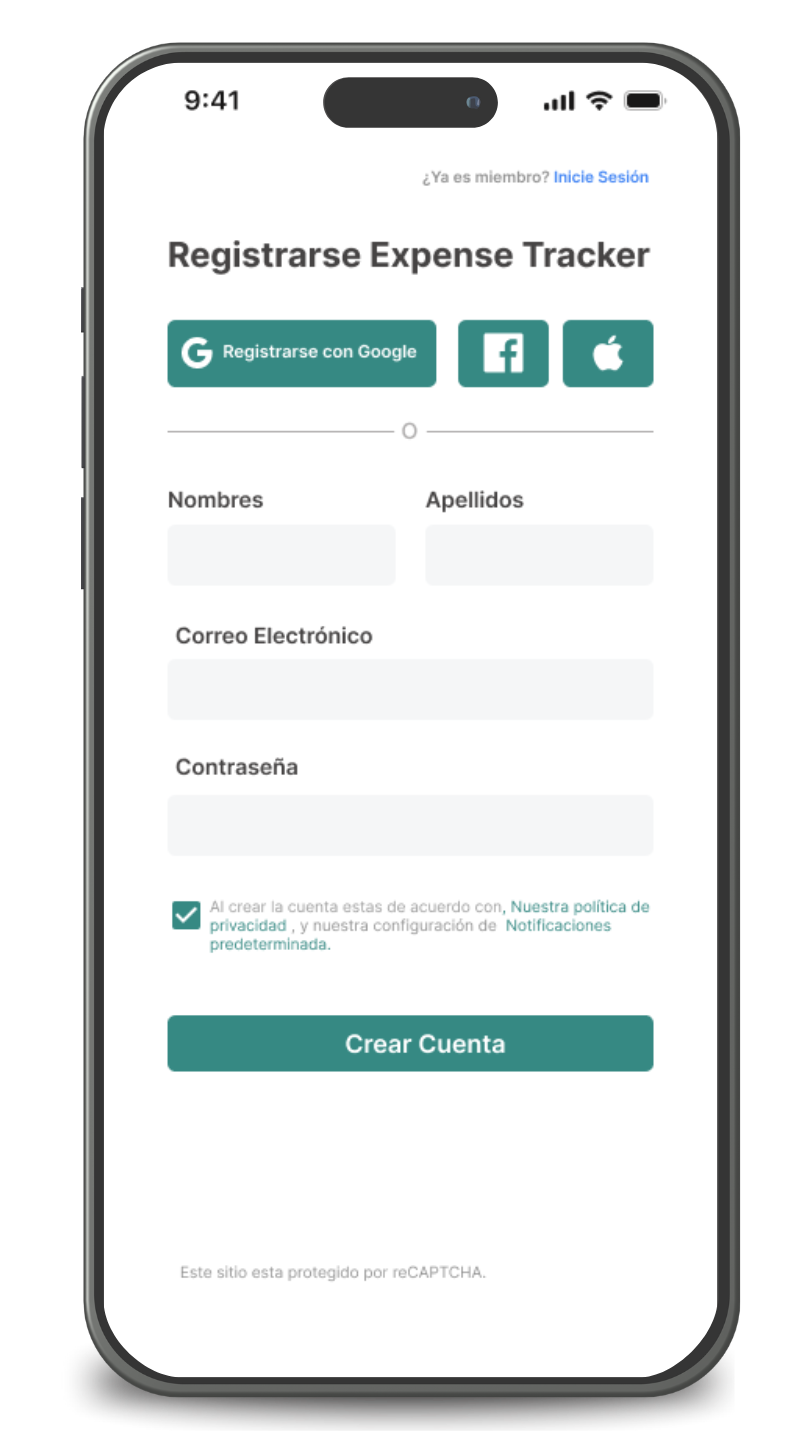 9:41
¿Ya es miembro? Inicie Sesión
Registrarse Expense Tracker
Registrarse con Google
O
Nombres Apellidos
Correo Electrónico
Contraseña
Al crear la cuenta estas de acuerdo con, Nuestra política de
privacidad , y nuestra configuración de Notificaciones
predeterminada.
Crear Cuenta
Este sitio esta protegido por reCAPTCHA.